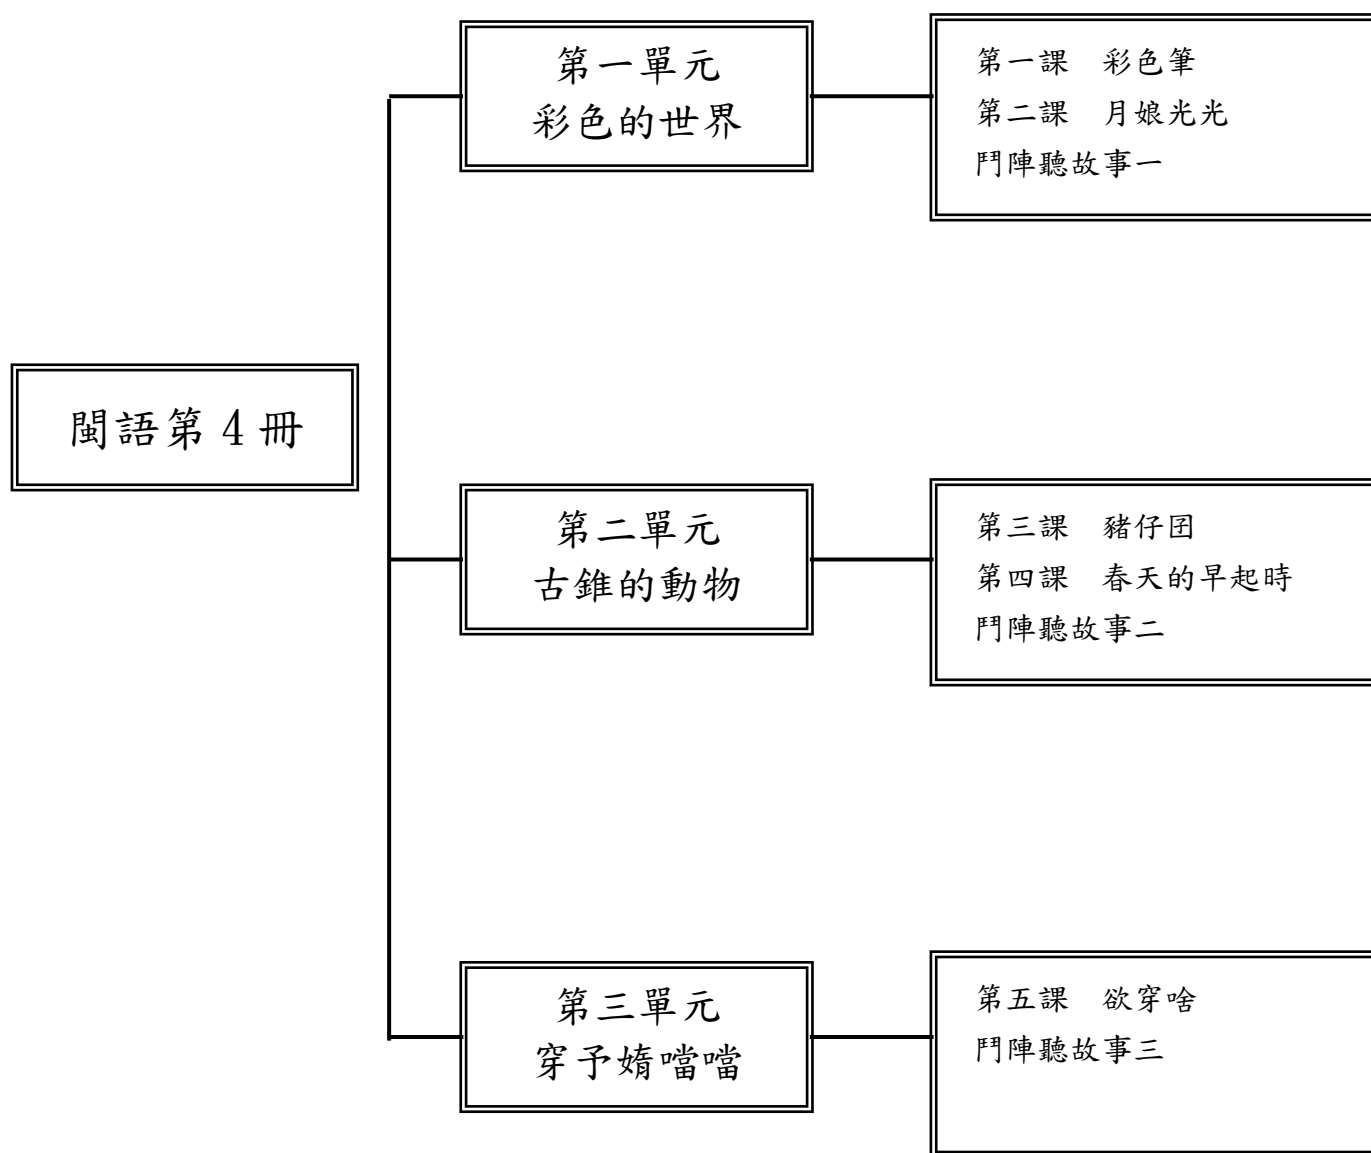 閩語第 4 冊
第一單元
彩色的世界
第一課　彩色筆
第二課　月娘光光
鬥陣聽故事一
第二單元
古錐的動物
第三課　豬仔囝
第四課　春天的早起時
鬥陣聽故事二
第三單元
穿予媠噹噹
第五課　欲穿啥
鬥陣聽故事三